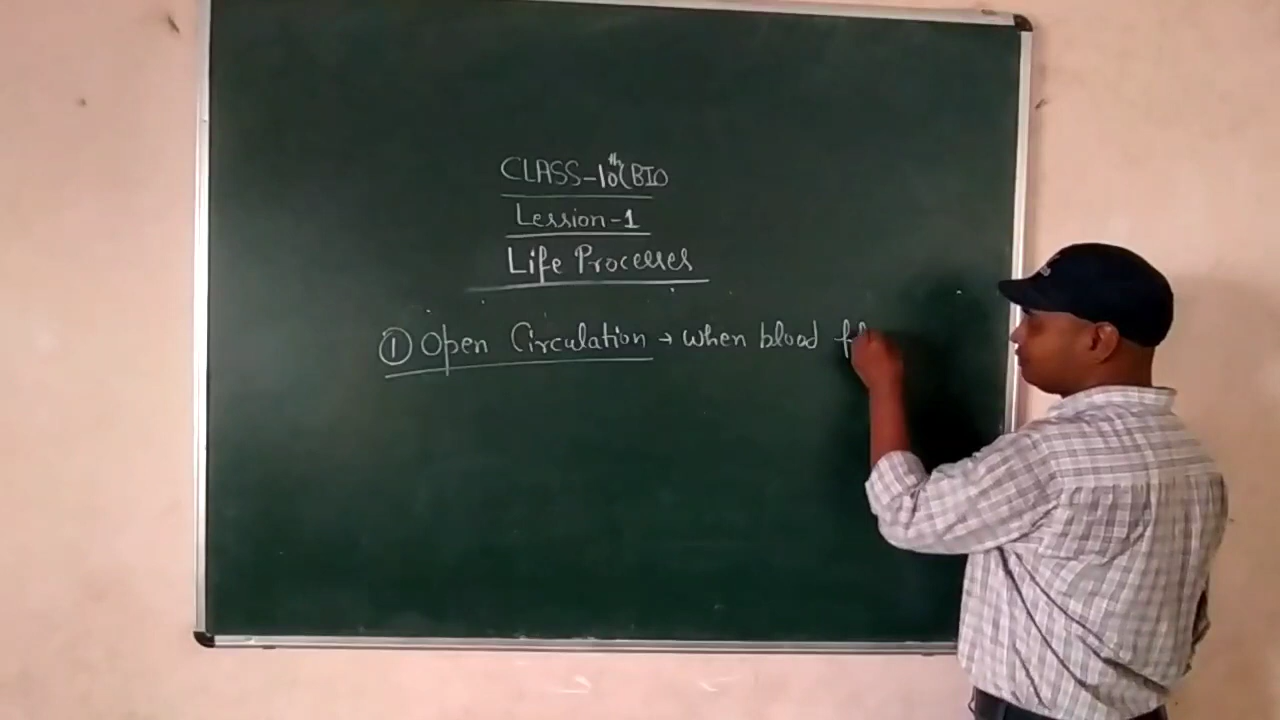 CLASS-10th(BIO
Lession-1
Life Processes
① Open Circulation → when blood